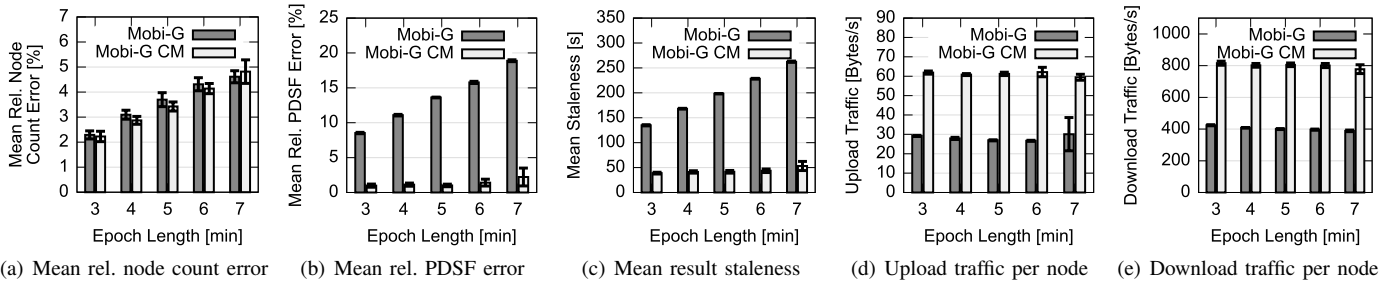 Mean Rel. Node
Count Error [%]
7
6
5
4
3
2
1
0
Mobi-G
Mobi-G CM
3 4 5 6 7
Epoch Length [min]
(a) Mean rel. node count error
Mean Rel. PDSF Error [%]
25
20
15
10
5
0
Mobi-G
Mobi-G CM
3 4 5 6 7
Epoch Length [min]
(b) Mean rel. PDSF error
Mean Staleness [s]
350
300
250
200
150
100
50
0
Mobi-G
Mobi-G CM
3 4 5 6 7
Epoch Length [min]
(c) Mean result staleness
Upload Traffic [Bytes/s]
90
80
70
60
50
40
30
20
10
0
Mobi-G
Mobi-G CM
3 4 5 6 7
Epoch Length [min]
(d) Upload traffic per node
Download Traffic [Bytes/s]
1000
800
600
400
200
0
Mobi-G
Mobi-G CM
3 4 5 6 7
Epoch Length [min]
(e) Download traffic per node